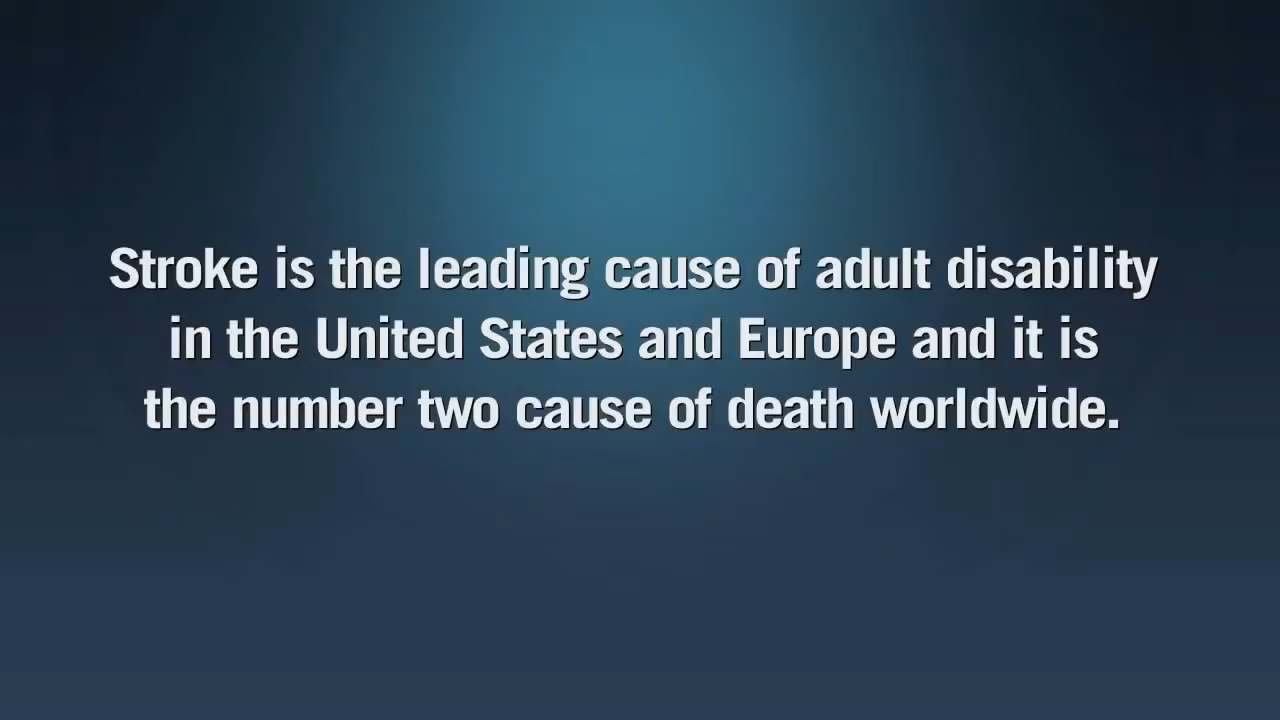 Stroke is the leading cause of adult disability
in the United States and Europe and it is
the number two cause of death worldwide.